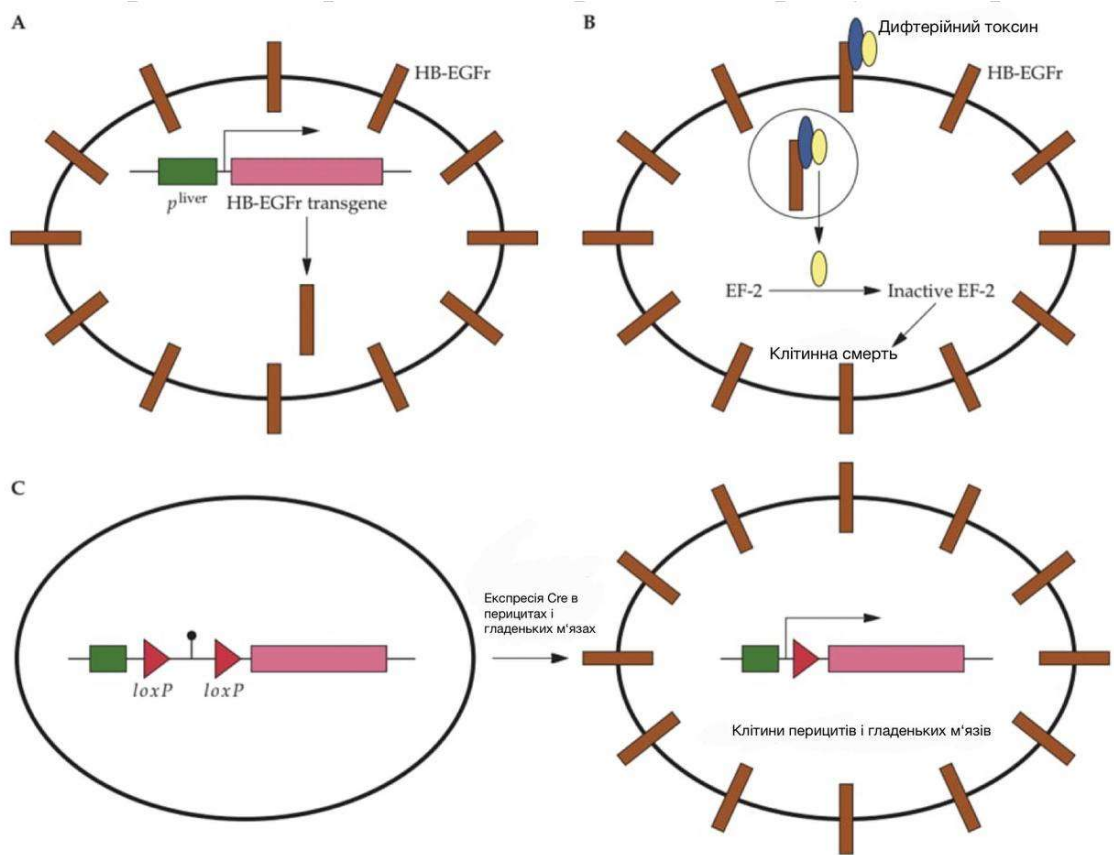 A
HB-EGFr
p^liver
HB-EGFr transgene
B
Дифтерійний токсин
HB-EGFr
EF-2
Inactive EF-2
Клітинна смерть
C
loxP
loxP
Експресія Cre в
перицитах і
гладеньких м'язах
Клітини перицитів і гладеньких м'язів